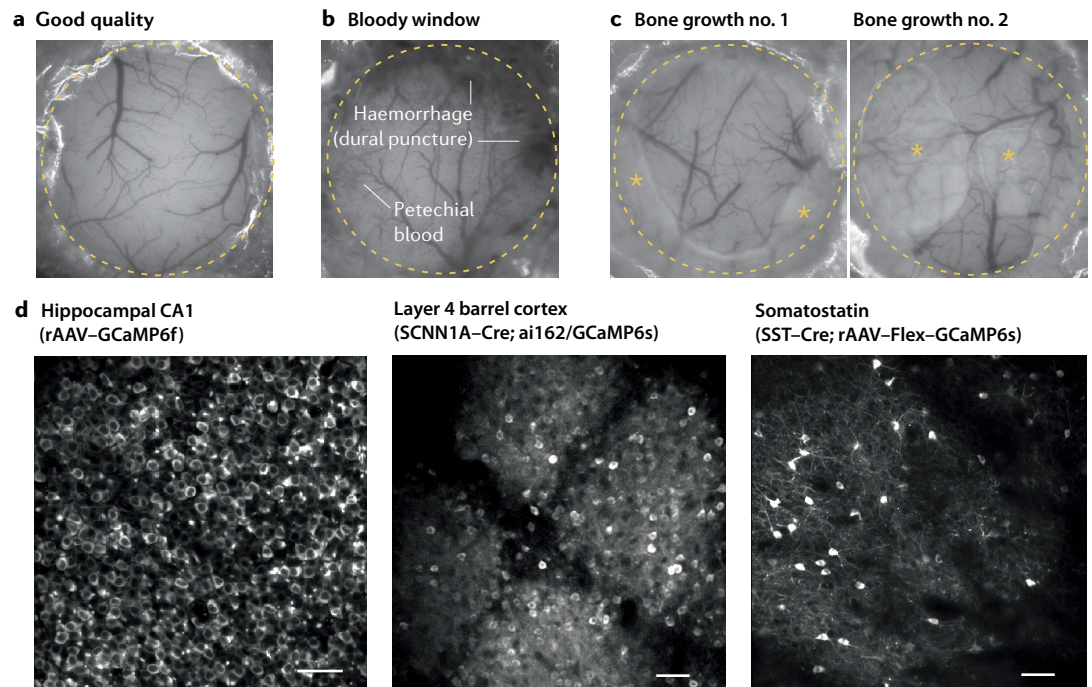 a Good quality
b Bloody window
Haemorrhage
(dural puncture)
Petechial
blood
c Bone growth no. 1
Bone growth no. 2
*
*
*
*
d Hippocampal CA1
(rAAV–GCaMP6f)
Layer 4 barrel cortex
(SCNN1A–Cre; ai162/GCaMP6s)
Somatostatin
(SST–Cre; rAAV–Flex–GCaMP6s)